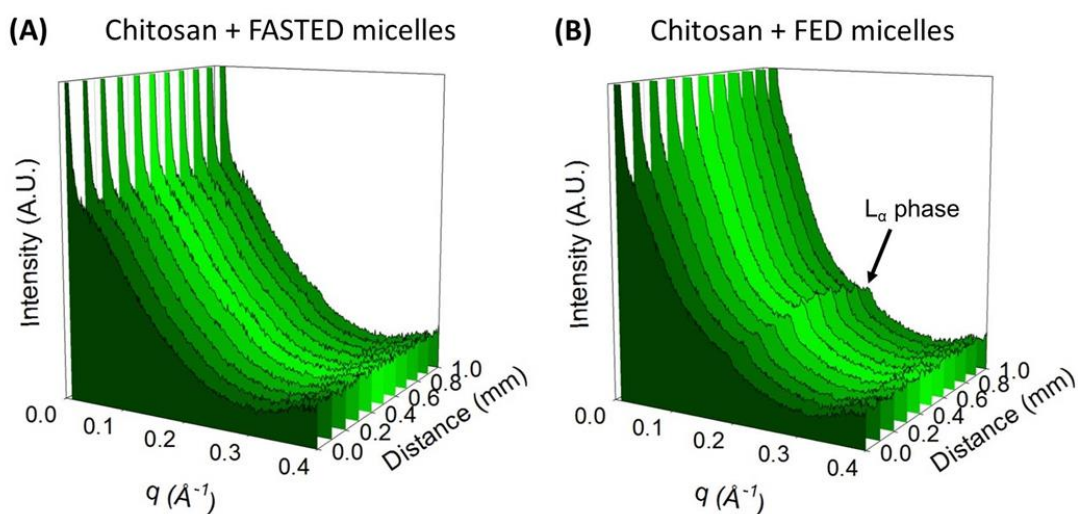 (A) Chitosan + FASTED micelles
Intensity (A.U.)
0.0
0.1
0.2
0.3
0.4
q (Å⁻¹)
0.0
0.2
0.4
0.6
0.8
1.0
Distance (mm)
(B) Chitosan + FED micelles
Intensity (A.U.)
Lα phase
0.0
0.1
0.2
0.3
0.4
q (Å⁻¹)
0.0
0.2
0.4
0.6
0.8
1.0
Distance (mm)